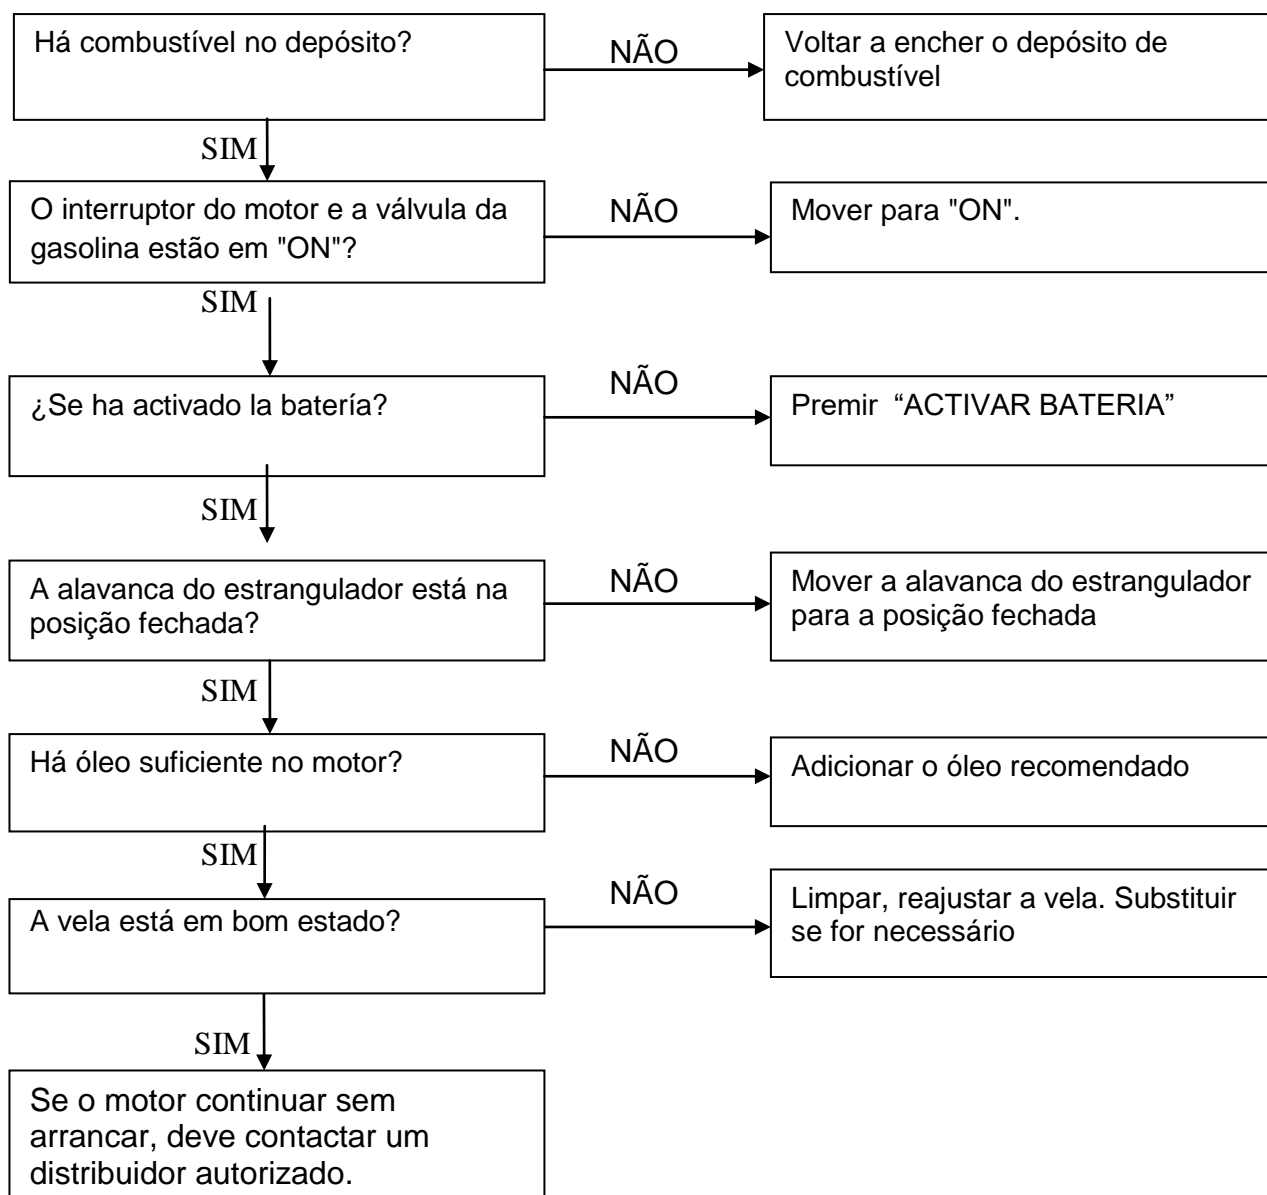 Há combustível no depósito?
NÃO
Voltar a encher o depósito de
combustível
SIM
O interruptor do motor e a válvula da
gasolina estão em "ON"?
NÃO
Mover para "ON".
SIM
¿Se ha activado la batería?
NÃO
Premir “ACTIVAR BATERIA”
SIM
A alavanca do estrangulador está na
posição fechada?
NÃO
Mover a alavanca do estrangulador
para a posição fechada
SIM
Há óleo suficiente no motor?
NÃO
Adicionar o óleo recomendado
SIM
A vela está em bom estado?
NÃO
Limpar, reajustar a vela. Substituir
se for necessário
SIM
Se o motor continuar sem
arrancar, deve contactar um
distribuidor autorizado.